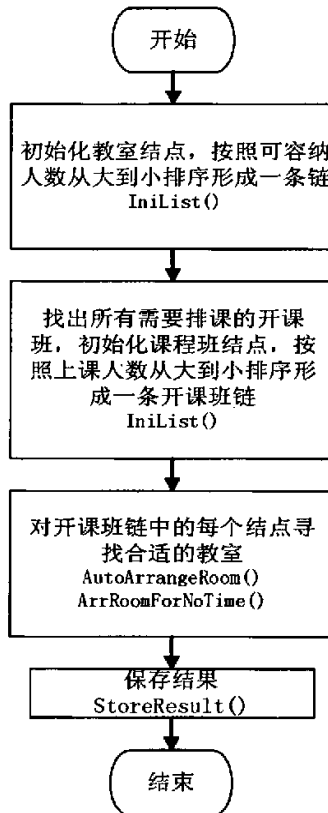 开始
初始化教室结点，按照可容纳
人数从大到小排序形成一条链
IniList()
找出所有需要排课的开课
班，初始化课程班结点，按
照上课人数从大到小排序形
成一条开课班链
IniList()
对开课班链中的每个结点寻
找合适的教室
AutoArrangeRoom()
ArrRoomForNoTime()
保存结果
StoreResult()
结束